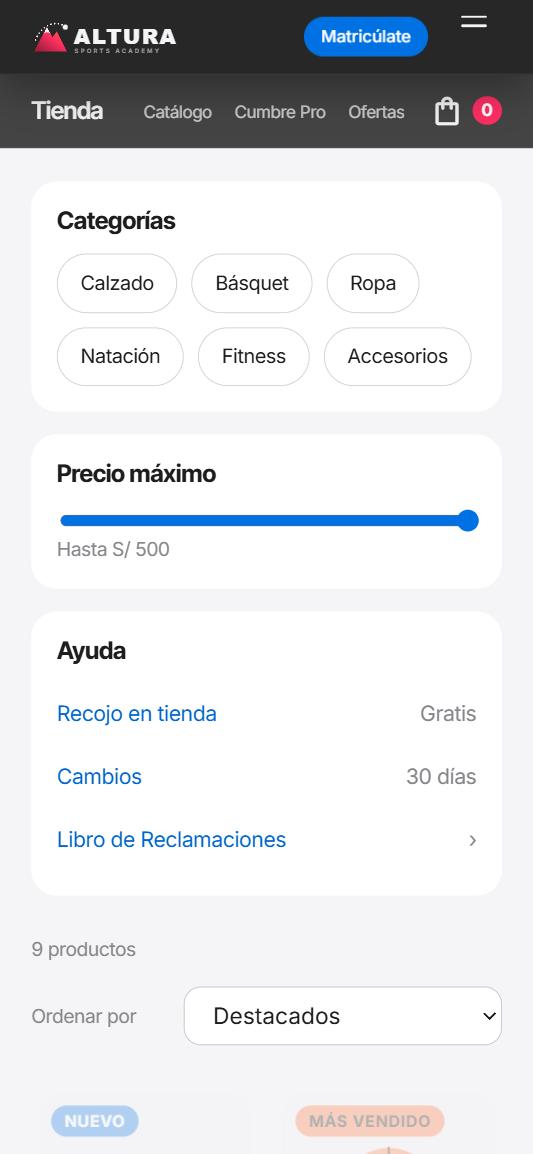 ALTURA
SPORTS ACADEMY
Matricúlate
Tienda Catálogo Cumbre Pro Ofertas 0
Categorías
Calzado Básquet Ropa
Natación Fitness Accesorios
Precio máximo
Hasta S/ 500
Ayuda
Recojo en tienda Gratis
Cambios 30 días
Libro de Reclamaciones ›
9 productos
Ordenar por Destacados
NUEVO MÁS VENDIDO